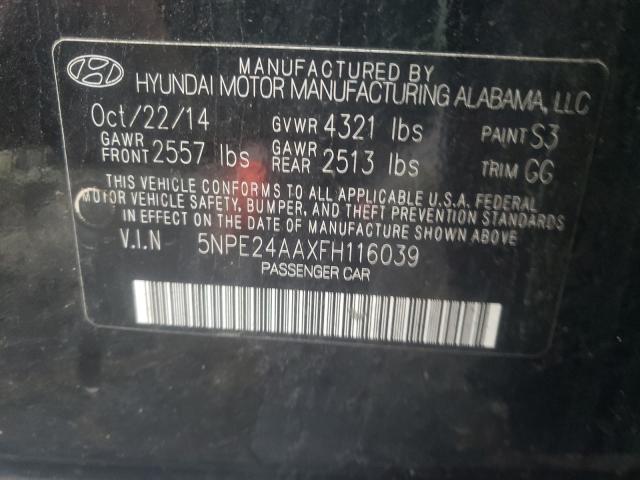 MANUFACTURED BY
HYUNDAI MOTOR MANUFACTURING ALABAMA, LLC
Oct/22/14 GVWR 4321 lbs PAINT S3
GAWR FRONT 2557 lbs GAWR REAR 2513 lbs TRIM GG
THIS VEHICLE CONFORMS TO ALL APPLICABLE U.S.A. FEDERAL
MOTOR VEHICLE SAFETY, BUMPER, AND THEFT PREVENTION STANDARDS
IN EFFECT ON THE DATE OF MANUFACTURE SHOWN ABOVE
V.I.N 5NPE24AAXFH116039
PASSENGER CAR